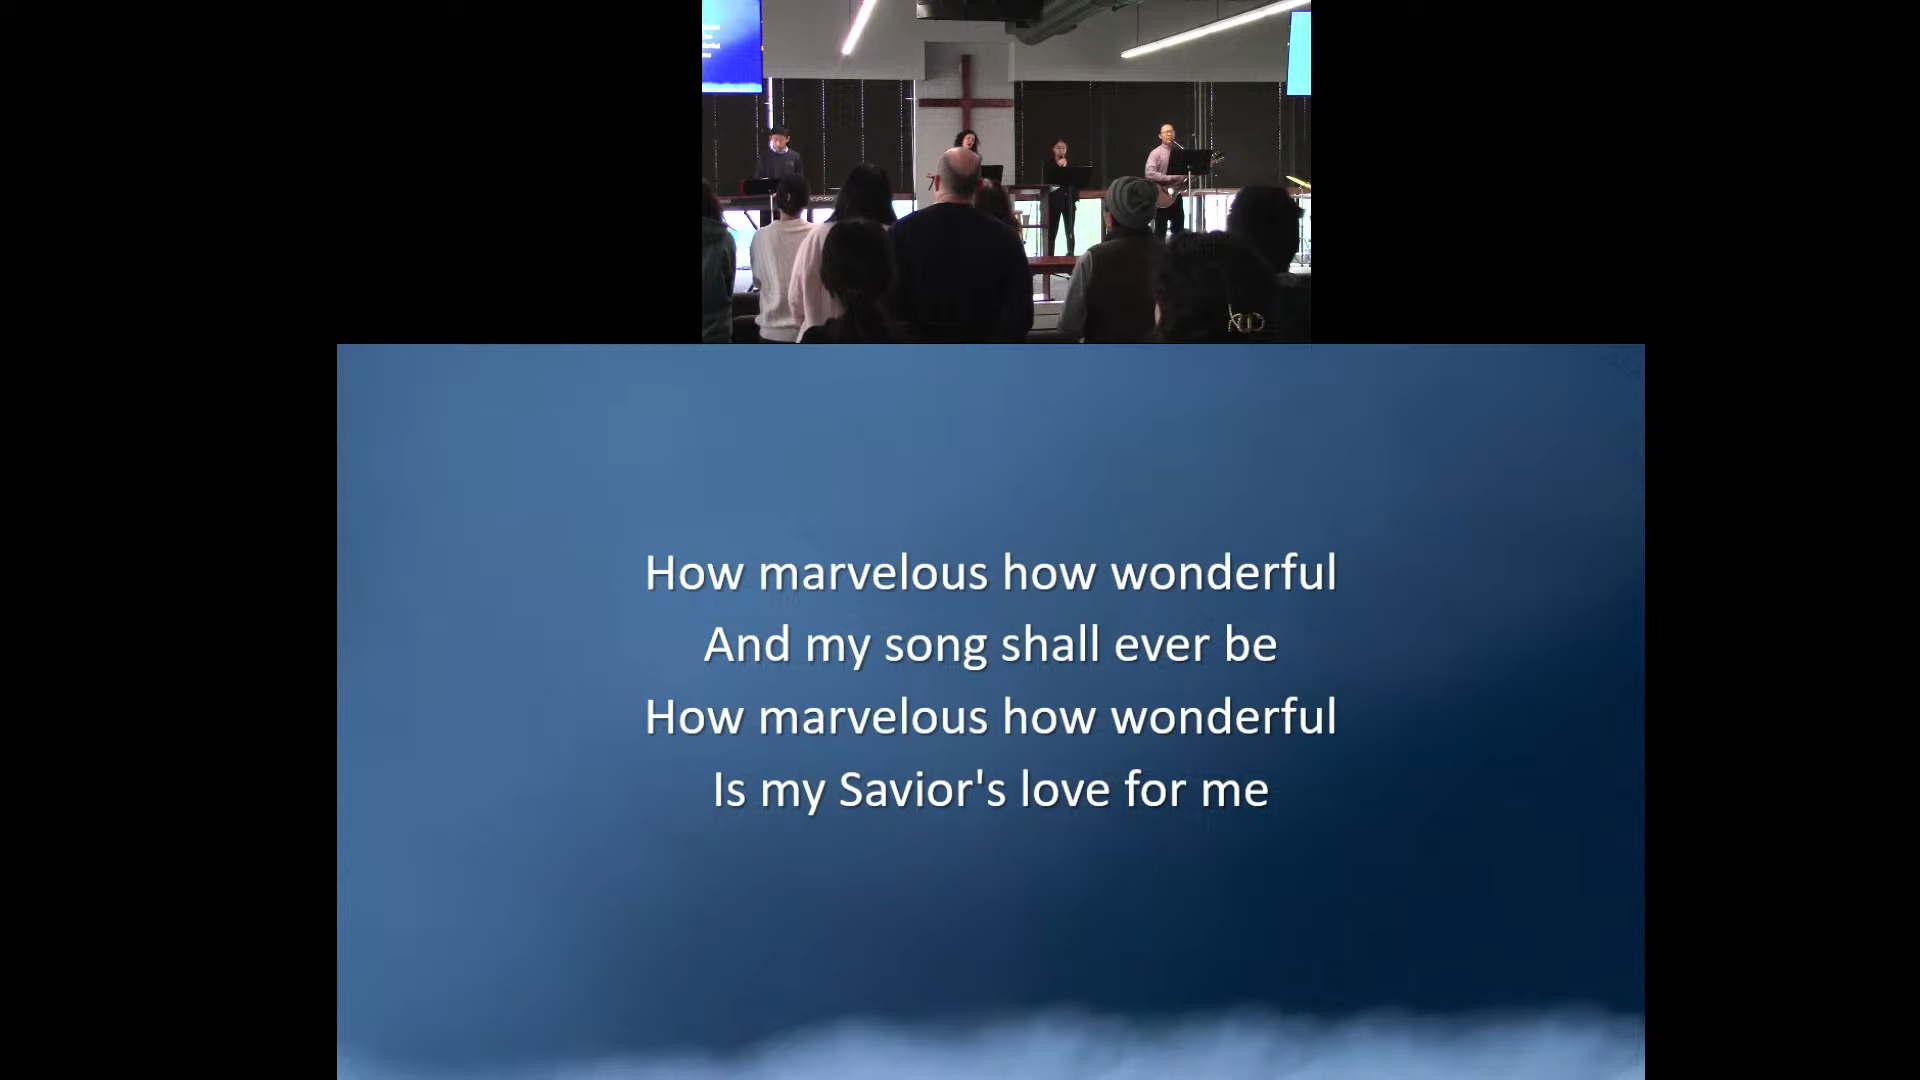 How marvelous how wonderful
And my song shall ever be
How marvelous how wonderful
Is my Savior's love for me